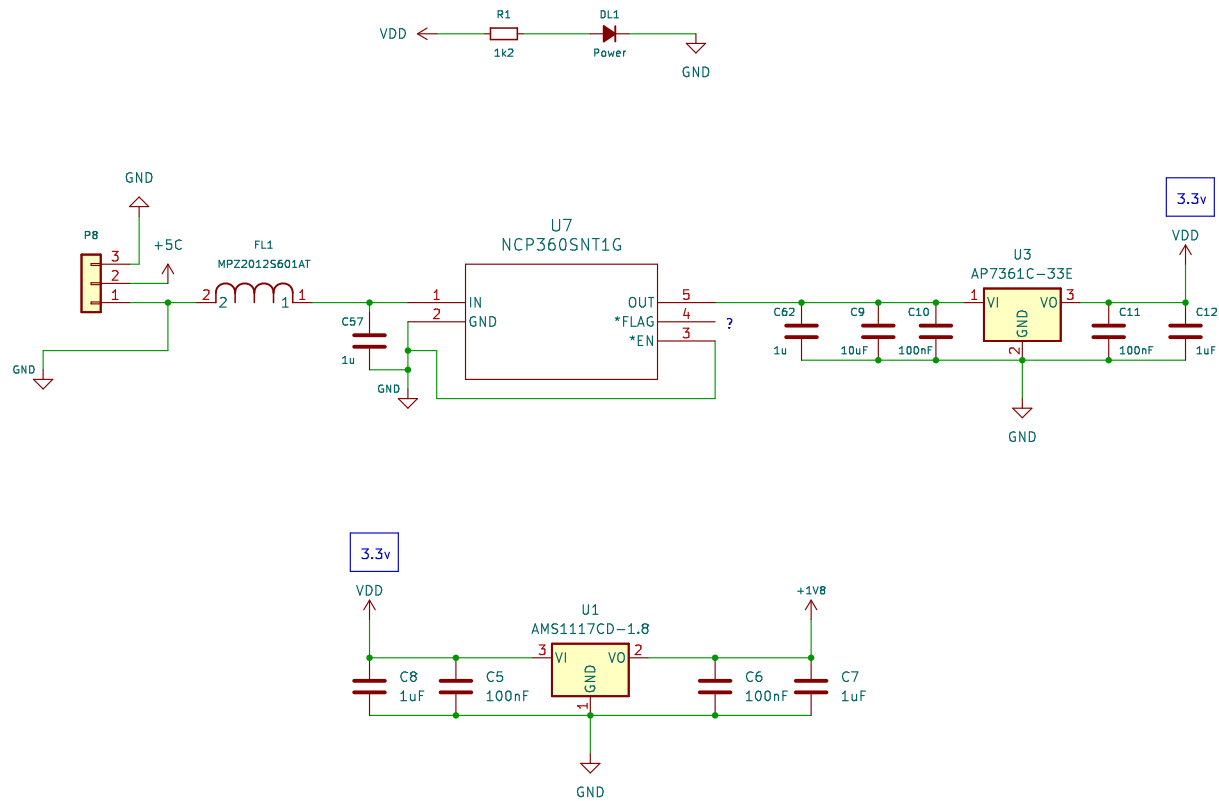 R1
DL1
VDD
1k2
Power
GND
GND
3.3v
P8
+5C
FL1
MPZ2012S601AT
U7
NCP360SNT1G
VDD
U3
AP7361C-33E
3
2
1
2
2
1
1
1
IN
2
GND
OUT
5
*FLAG
4
?
*EN
3
C57
1u
GND
GND
C62
1u
C9
10uF
C10
100nF
1
VI
VO
3
GND
2
C11
100nF
C12
1uF
GND
3.3v
VDD
+1V8
U1
AMS1117CD-1.8
3
VI
VO
2
GND
1
C8
1uF
C5
100nF
C6
100nF
C7
1uF
GND